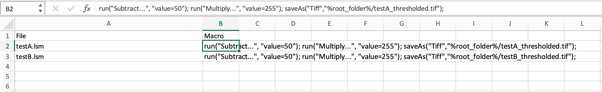 B2 fx run("Subtract...", "value=50"); run("Multiply...", "value=255"); saveAs("Tiff","%root_folder%/testA_thresholded.tif");
A B C D E F G H I J K L
1 File Macro
2 testA.lsm run("Subtract...", "value=50"); run("Multiply...", "value=255"); saveAs("Tiff","%root_folder%/testA_thresholded.tif");
3 testB.lsm run("Subtract...", "value=50"); run("Multiply...", "value=255"); saveAs("Tiff","%root_folder%/testB_thresholded.tif");
4
5
6